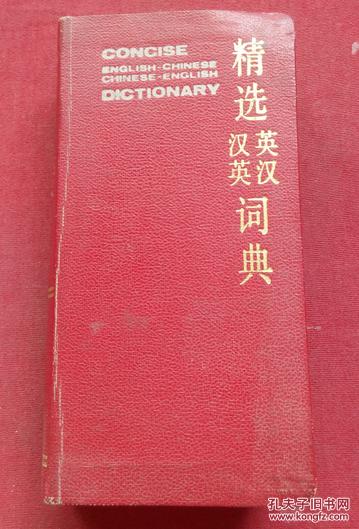 CONCISE
ENGLISH-CHINESE
CHINESE-ENGLISH
DICTIONARY
精选
英汉
汉英
词典
孔夫子旧书网
www.kongfz.com